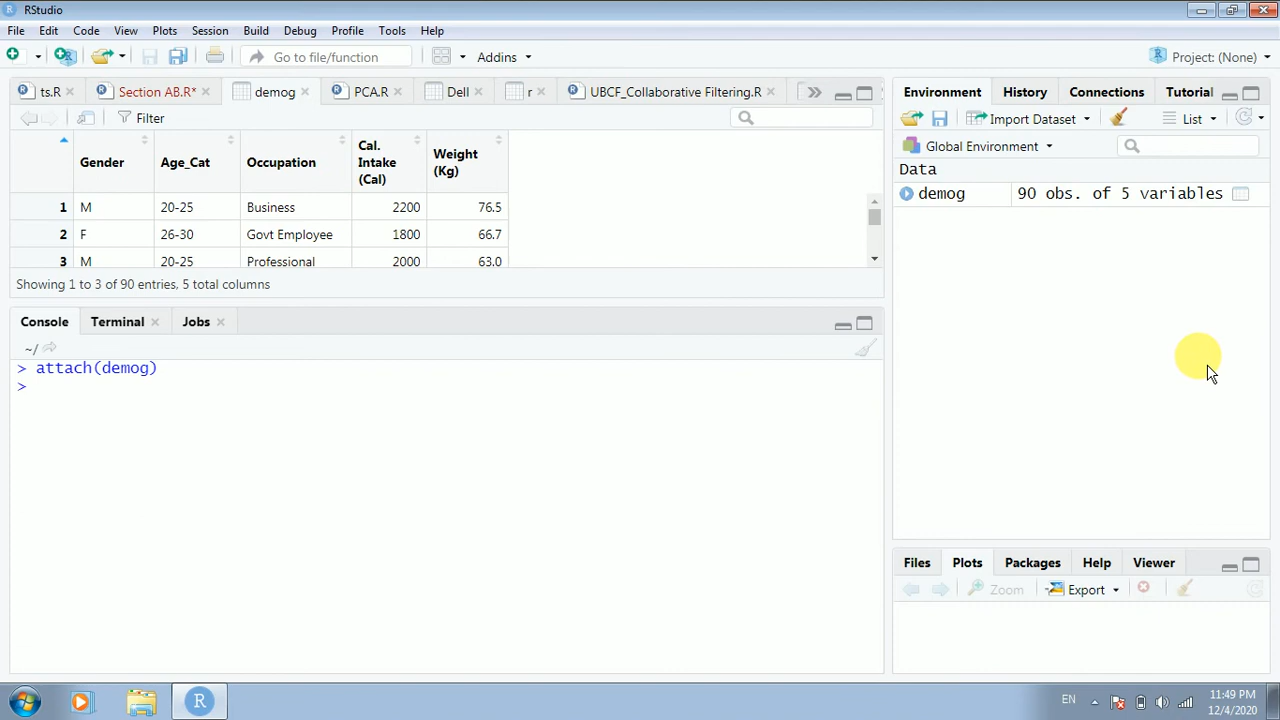 RStudio
File Edit Code View Plots Session Build Debug Profile Tools Help
Go to file/function Addins Project: (None)
ts.R Section AB.R* demog PCA.R Dell r UBCF_Collaborative Filtering.R
Filter
Gender Age_Cat Occupation Cal. Intake (Cal) Weight (Kg)
1 M 20-25 Business 2200 76.5
2 F 26-30 Govt Employee 1800 66.7
3 M 20-25 Professional 2000 63.0
Showing 1 to 3 of 90 entries, 5 total columns
Console Terminal Jobs
~/
> attach(demog)
>
Environment History Connections Tutorial
Import Dataset List
Global Environment
Data
demog 90 obs. of 5 variables
Files Plots Packages Help Viewer
Zoom Export
EN 11:49 PM
12/4/2020